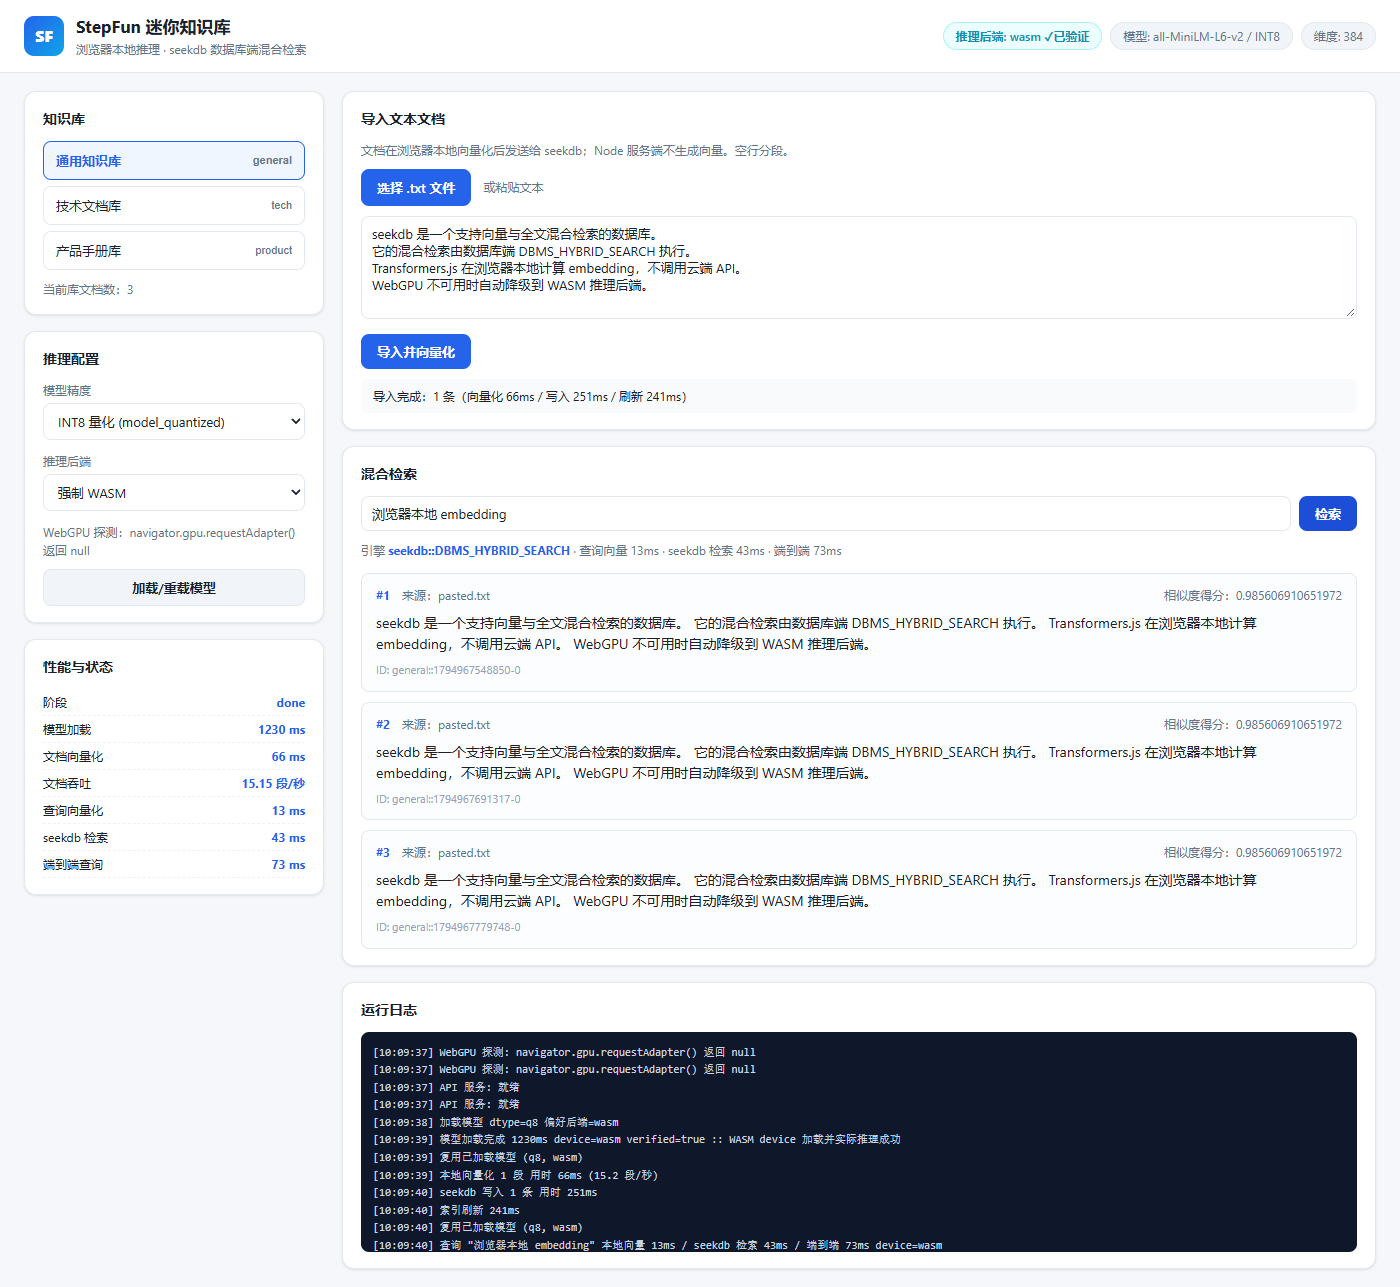 SF
StepFun 迷你知识库
浏览器本地推理 · seekdb 数据库端混合检索
推理后端: wasm ✓已验证
模型: all-MiniLM-L6-v2 / INT8
维度: 384
知识库
通用知识库 general
技术文档库 tech
产品手册库 product
当前库文档数：3
推理配置
模型精度
INT8 量化 (model_quantized)
推理后端
强制 WASM
WebGPU 探测：navigator.gpu.requestAdapter()
返回 null
加载/重载模型
性能与状态
阶段 done
模型加载 1230 ms
文档向量化 66 ms
文档吞吐 15.15 段/秒
查询向量化 13 ms
seekdb 检索 43 ms
端到端查询 73 ms
导入文本文档
文档在浏览器本地向量化后发送给 seekdb；Node 服务端不生成向量。空行分段。
选择 .txt 文件 或粘贴文本
seekdb 是一个支持向量与全文混合检索的数据库。
它的混合检索由数据库端 DBMS_HYBRID_SEARCH 执行。
Transformers.js 在浏览器本地计算 embedding，不调用云端 API。
WebGPU 不可用时自动降级到 WASM 推理后端。
导入并向量化
导入完成：1 条（向量化 66ms / 写入 251ms / 刷新 241ms）
混合检索
浏览器本地 embedding
检索
引擎 seekdb::DBMS_HYBRID_SEARCH · 查询向量 13ms · seekdb 检索 43ms · 端到端 73ms
#1 来源：pasted.txt 相似度得分：0.985606910651972
seekdb 是一个支持向量与全文混合检索的数据库。 它的混合检索由数据库端 DBMS_HYBRID_SEARCH 执行。 Transformers.js 在浏览器本地计算
embedding，不调用云端 API。 WebGPU 不可用时自动降级到 WASM 推理后端。
ID: general::1794967548850-0
#2 来源：pasted.txt 相似度得分：0.985606910651972
seekdb 是一个支持向量与全文混合检索的数据库。 它的混合检索由数据库端 DBMS_HYBRID_SEARCH 执行。 Transformers.js 在浏览器本地计算
embedding，不调用云端 API。 WebGPU 不可用时自动降级到 WASM 推理后端。
ID: general::1794967691317-0
#3 来源：pasted.txt 相似度得分：0.985606910651972
seekdb 是一个支持向量与全文混合检索的数据库。 它的混合检索由数据库端 DBMS_HYBRID_SEARCH 执行。 Transformers.js 在浏览器本地计算
embedding，不调用云端 API。 WebGPU 不可用时自动降级到 WASM 推理后端。
ID: general::1794967779748-0
运行日志
[10:09:37] WebGPU 探测: navigator.gpu.requestAdapter() 返回 null
[10:09:37] WebGPU 探测: navigator.gpu.requestAdapter() 返回 null
[10:09:37] API 服务: 就绪
[10:09:37] API 服务: 就绪
[10:09:38] 加载模型 dtype=q8 偏好后端=wasm
[10:09:39] 模型加载完成 1230ms device=wasm verified=true :: WASM device 加载并实际推理成功
[10:09:39] 复用已加载模型 (q8, wasm)
[10:09:39] 本地向量化 1 段 用时 66ms (15.2 段/秒)
[10:09:40] seekdb 写入 1 条 用时 251ms
[10:09:40] 索引刷新 241ms
[10:09:40] 复用已加载模型 (q8, wasm)
[10:09:40] 查询 "浏览器本地 embedding" 本地向量 13ms / seekdb 检索 43ms / 端到端 73ms device=wasm